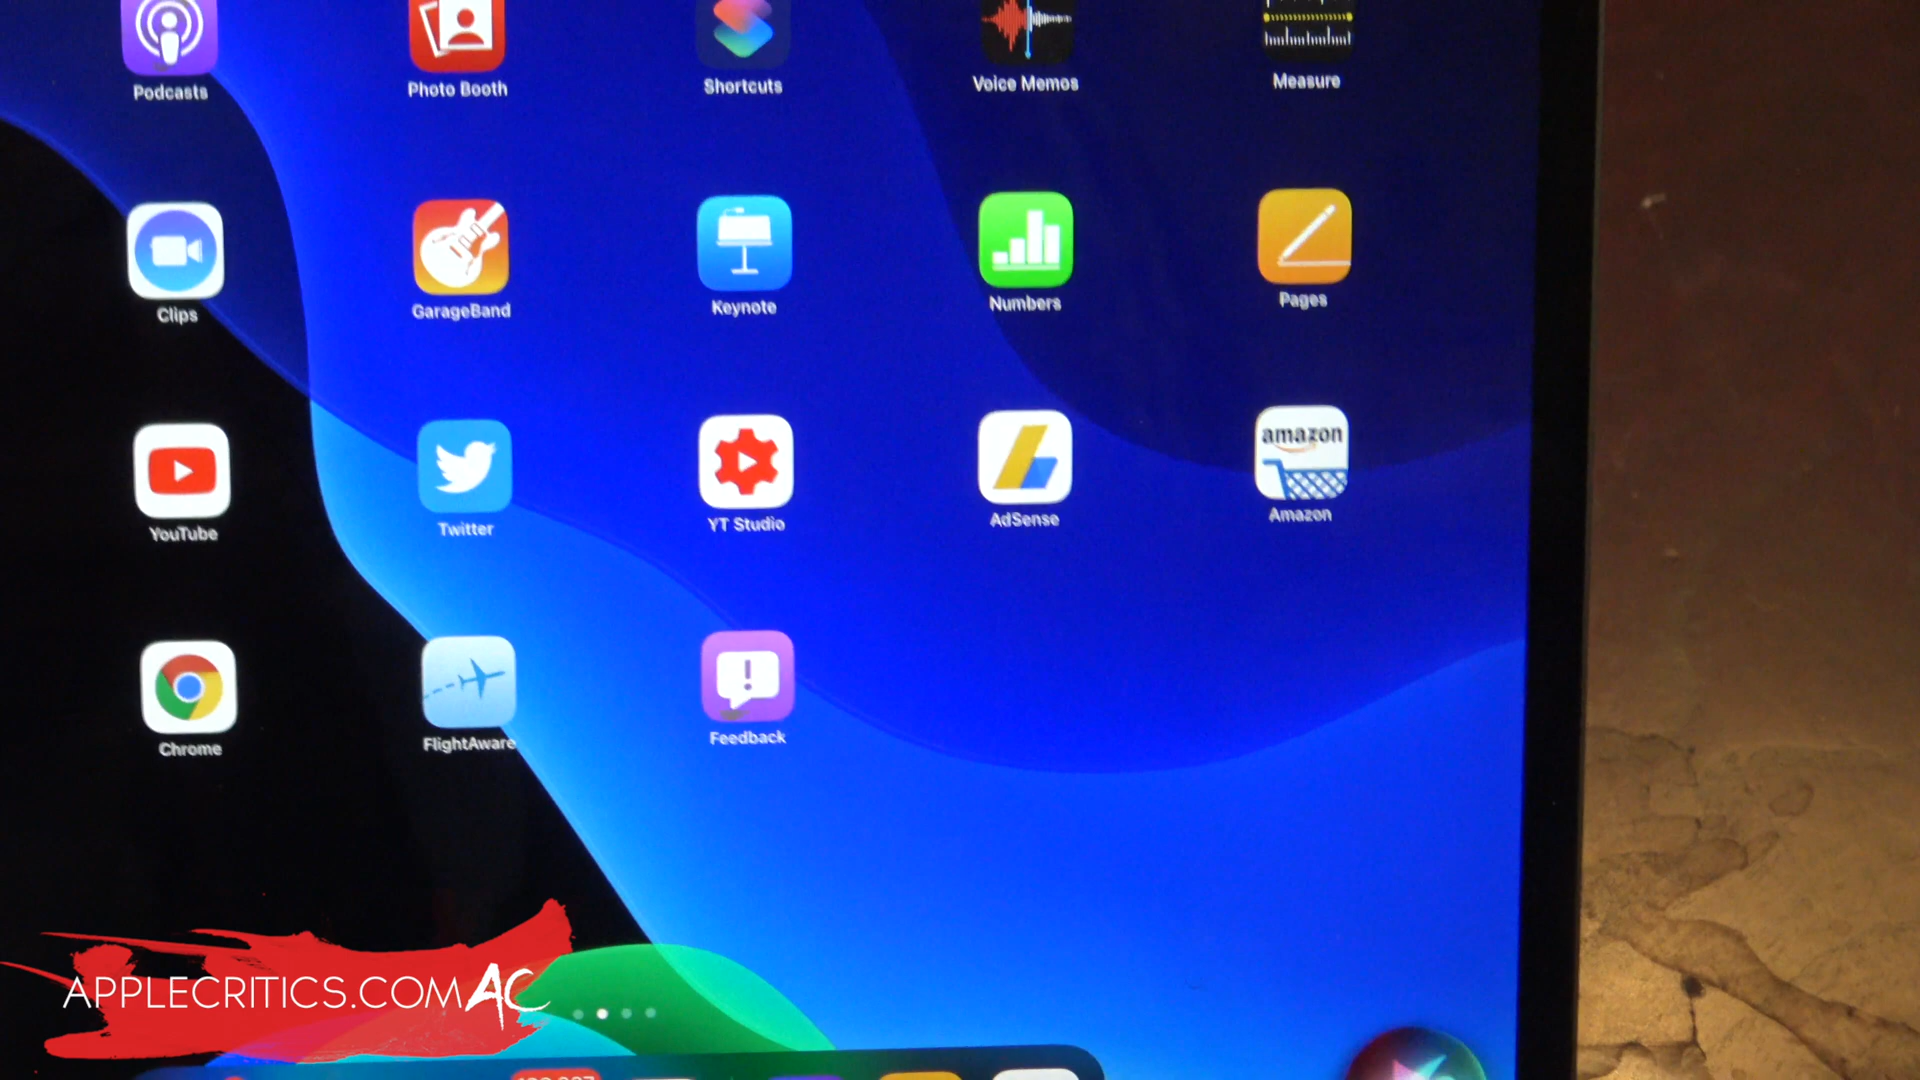 Podcasts Photo Booth Shortcuts Voice Memos Measure
Clips GarageBand Keynote Numbers Pages
amazon
YouTube Twitter YT Studio AdSense Amazon
Chrome FlightAware Feedback
APPLECRITICS.COM AC